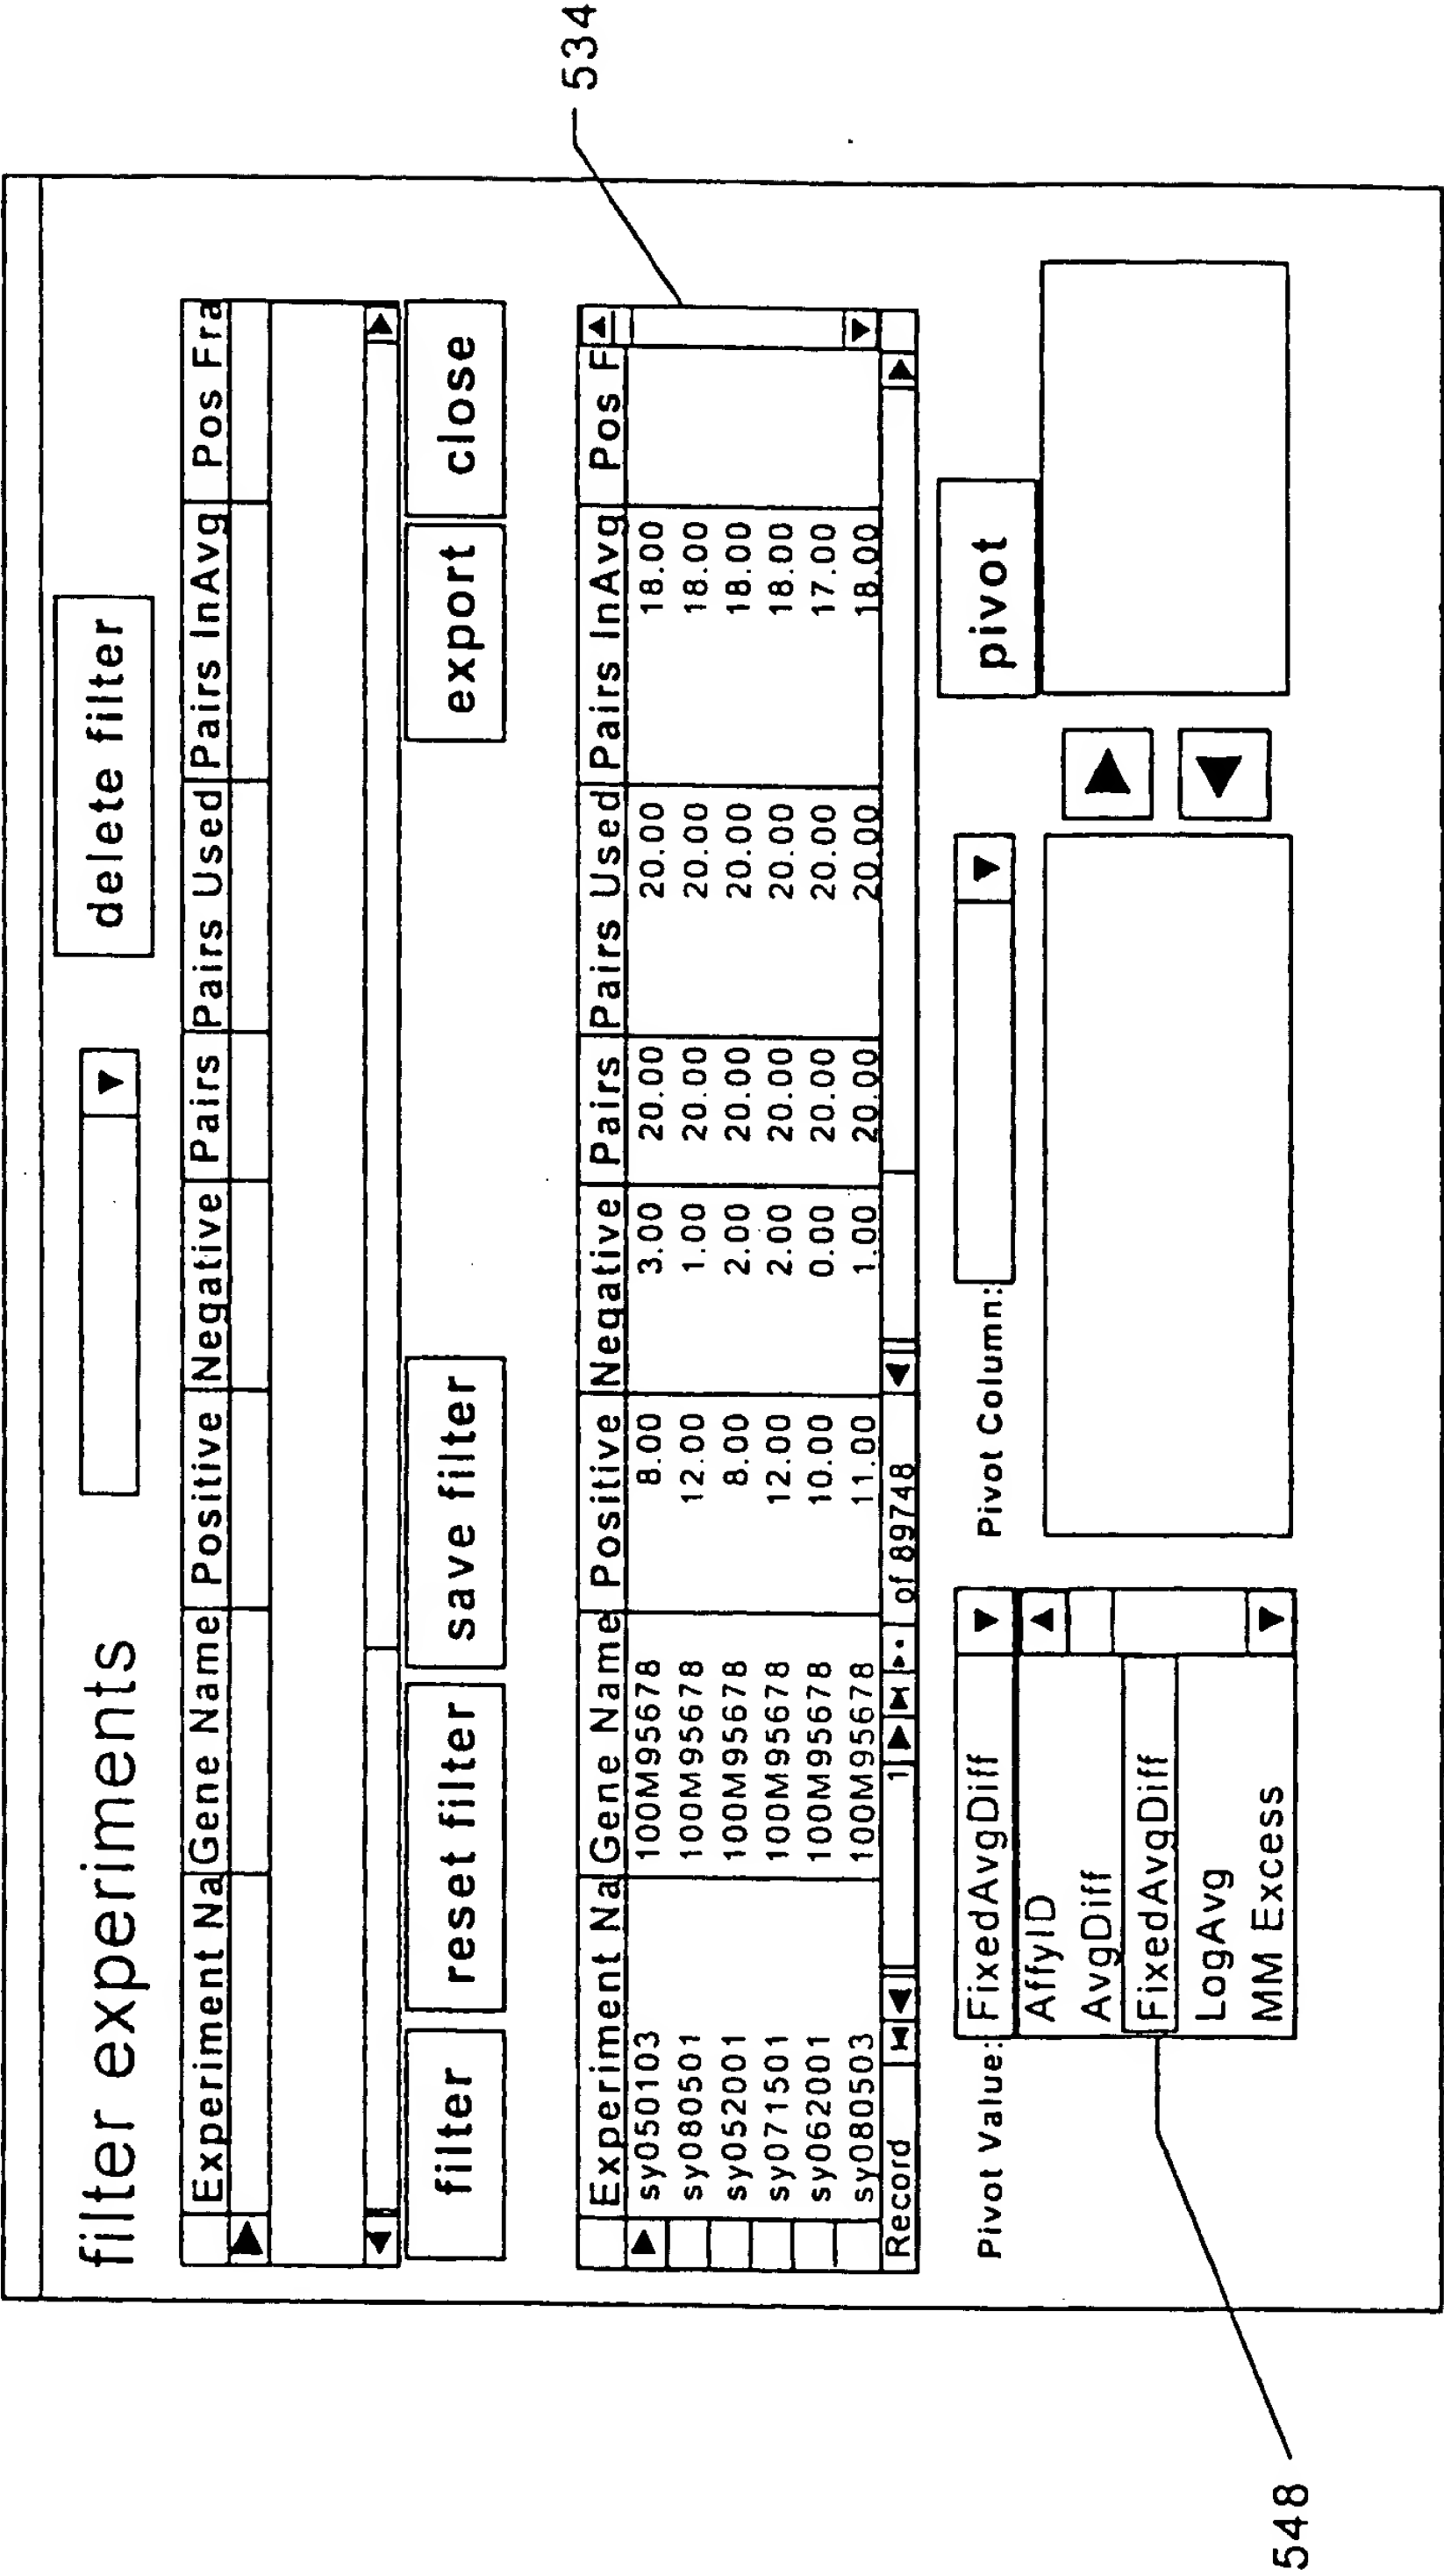 filter experiments delete filter
Experiment Na Gene Name Positive Negative Pairs Pairs Used Pairs InAvg Pos Fra
filter reset filter save filter export close
534
Experiment Na Gene Name Positive Negative Pairs Pairs Used Pairs InAvg Pos F
sy050103 100M95678 8.00 3.00 20.00 20.00 18.00
sy080501 100M95678 12.00 1.00 20.00 20.00 18.00
sy052001 100M95678 8.00 2.00 20.00 20.00 18.00
sy071501 100M95678 12.00 2.00 20.00 20.00 18.00
sy062001 100M95678 10.00 0.00 20.00 20.00 17.00
sy080503 100M95678 11.00 1.00 20.00 20.00 18.00
Record 1 of 89748
Pivot Value: FixedAvgDiff Pivot Column: pivot
AffyID
AvgDiff
FixedAvgDiff
LogAvg
MM Excess
548